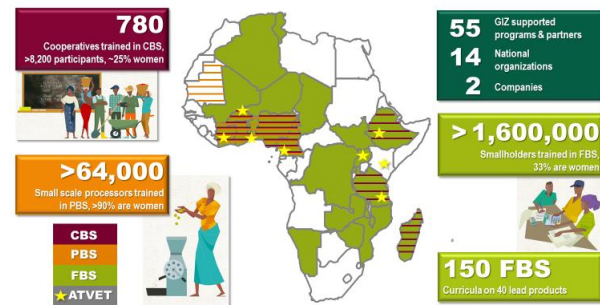 780
Cooperatives trained in CBS,
>8,200 participants, ~25% women
>64,000
Small scale processors trained
in PBS, >90% are women
CBS
PBS
FBS
ATVET
55 GIZ supported
programs & partners
14 National
organizations
2 Companies
> 1,600,000
Smallholders trained in FBS,
33% are women
150 FBS
Curricula on 40 lead products